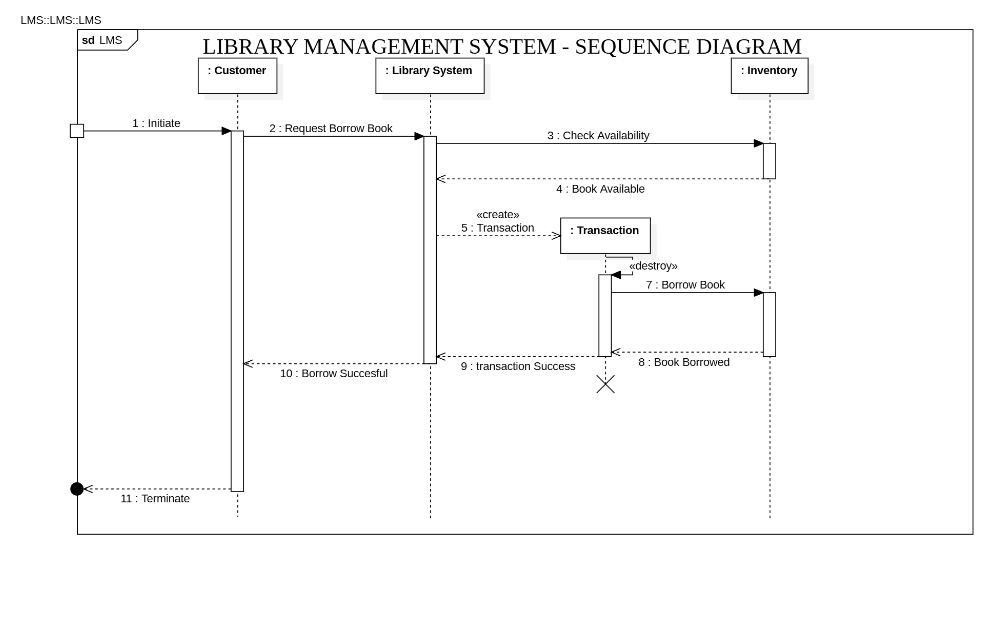 LMS::LMS::LMS
sd LMS
LIBRARY MANAGEMENT SYSTEM - SEQUENCE DIAGRAM
: Customer
: Library System
: Inventory
1 : Initiate
2 : Request Borrow Book
3 : Check Availability
4 : Book Available
«create»
5 : Transaction
: Transaction
«destroy»
7 : Borrow Book
8 : Book Borrowed
9 : transaction Success
10 : Borrow Succesful
11 : Terminate